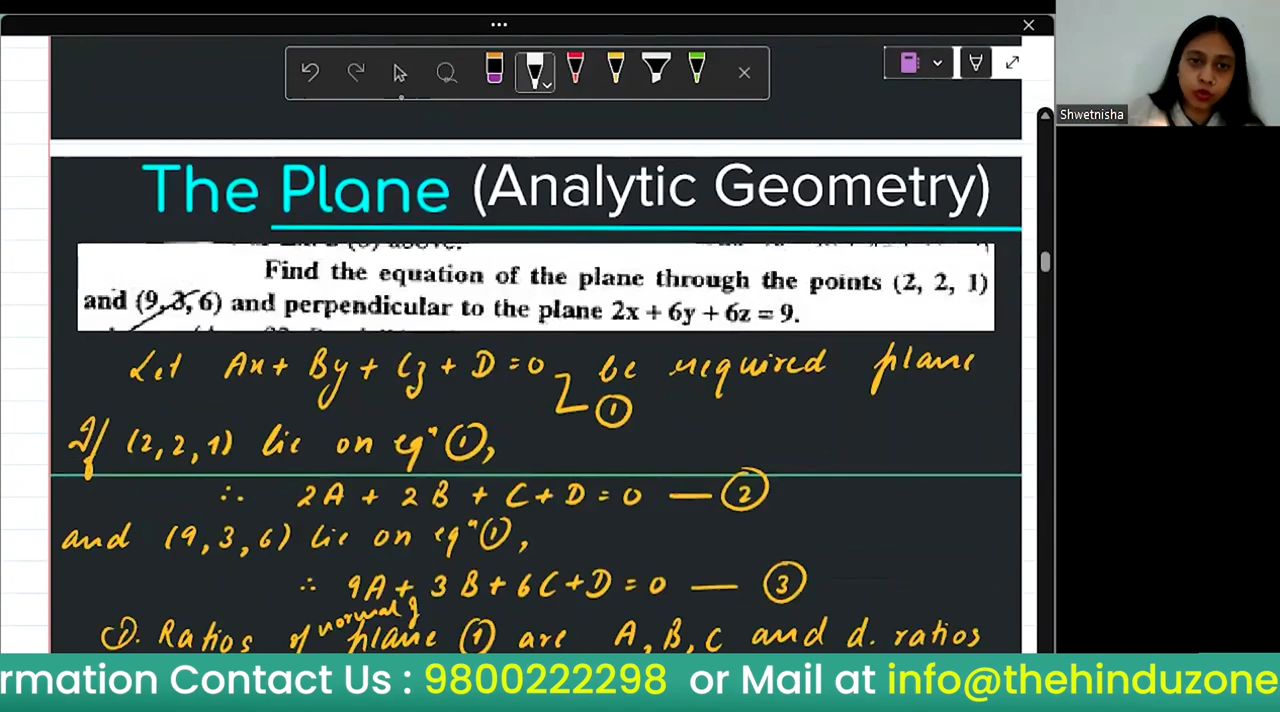 Shwetnisha
The Plane (Analytic Geometry)
Find the equation of the plane through the points (2, 2, 1)
and (9, 3, 6) and perpendicular to the plane 2x + 6y + 6z = 9.
Let Ax + By + Cz + D = 0 be required plane
①
If (2, 2, 1) lie on eqⁿ ①,
∴ 2A + 2B + C + D = 0 — ②
and (9, 3, 6) lie on eqⁿ ①,
∴ 9A + 3B + 6C + D = 0 — ③
D. Ratios of normal of plane ① are A, B, C and d. ratios
rmation Contact Us : 9800222298 or Mail at info@thehinduzone